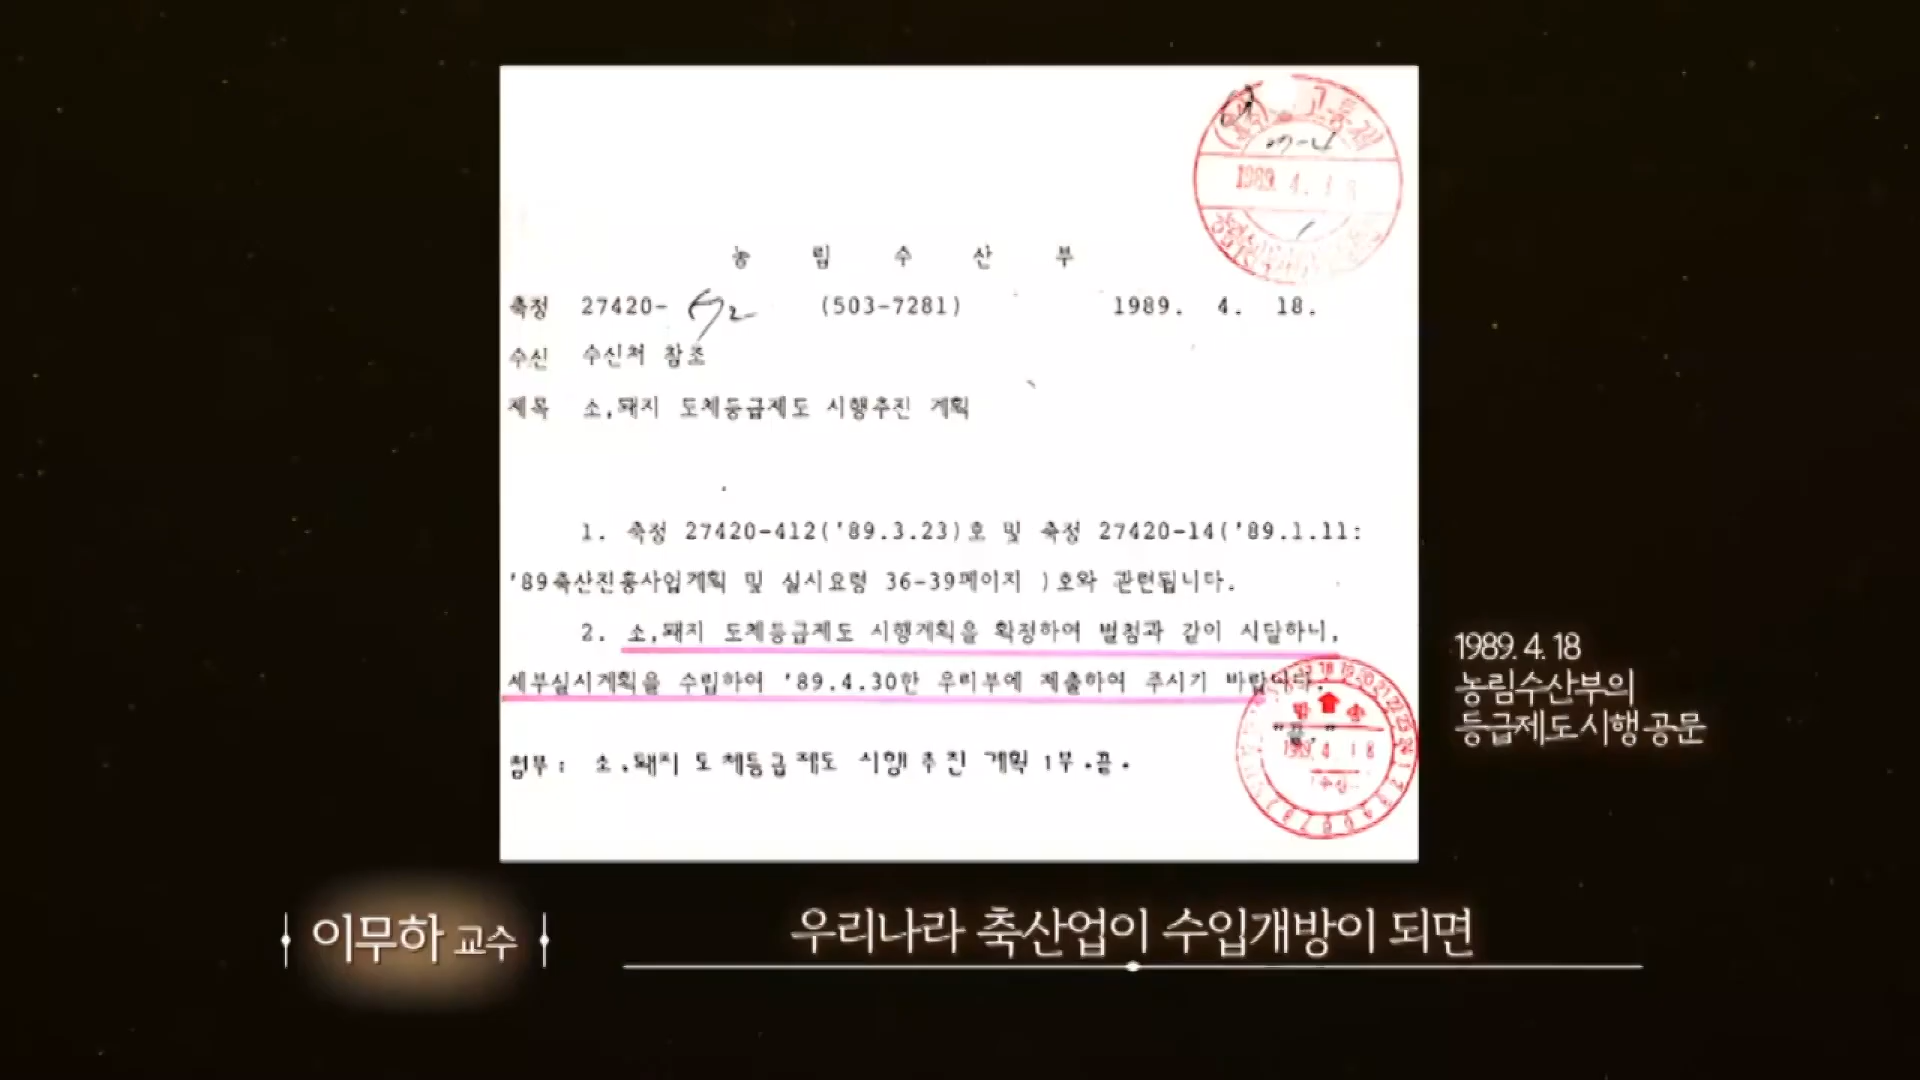 1989. 4. 18
농 림 수 산 부
축정 27420- (503-7281) 1989. 4. 18.
수신 수신처 참조
제목 소,돼지 도체등급제도 시행추진 계획
1. 축정 27420-412('89.3.23)호 및 축정 27420-14('89.1.11:
'89축산진흥사업계획 및 실시요령 36-39페이지 )호와 관련됩니다.
2. 소,돼지 도체등급제도 시행계획을 확정하여 별첨과 같이 시달하니,
세부실시계획을 수립하여 '89.4.30한 우리부에 제출하여 주시기 바랍니다.
발 송
1989. 4. 18
첨부: 소,돼지 도체등급제도 시행추진 계획 1부.끝.
1989. 4. 18
농림수산부의
등급제도 시행 공문
이무하 교수
우리나라 축산업이 수입개방이 되면